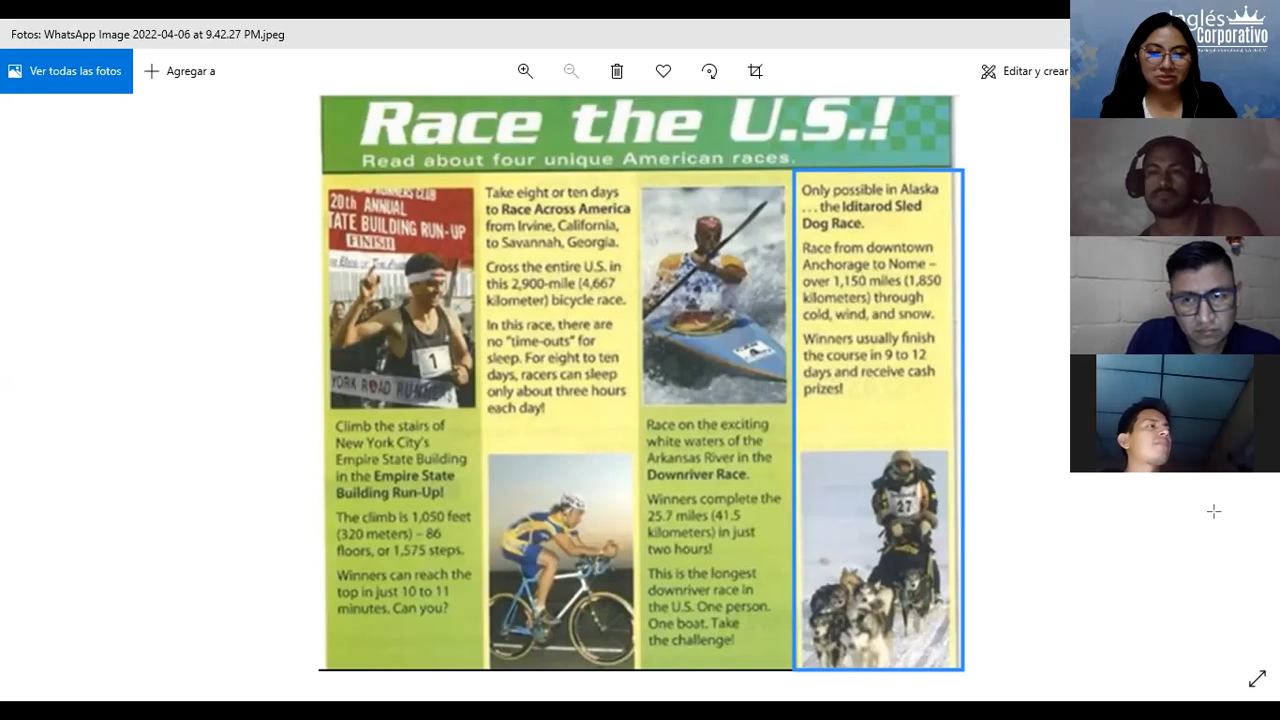 Fotos: WhatsApp Image 2022-04-06 at 9.42.27 PM.jpeg
Ver todas las fotos
Agregar a
Editar y crear
Inglés
Corporativo
Race the U.S.!
Read about four unique American races.
20th ANNUAL
TATE BUILDING RUN-UP
FINISH
1
YORK ROAD RUNNERS
Climb the stairs of
New York City's
Empire State Building
in the Empire State
Building Run-Up!
The climb is 1,050 feet
(320 meters) – 86
floors, or 1,575 steps.
Winners can reach the
top in just 10 to 11
minutes. Can you?
Take eight or ten days
to Race Across America
from Irvine, California,
to Savannah, Georgia.
Cross the entire U.S. in
this 2,900-mile (4,667
kilometer) bicycle race.
In this race, there are
no "time-outs" for
sleep. For eight to ten
days, racers can sleep
only about three hours
each day!
Race on the exciting
white waters of the
Arkansas River in the
Downriver Race.
Winners complete the
25.7 miles (41.5
kilometers) in just
two hours!
This is the longest
downriver race in
the U.S. One person.
One boat. Take
the challenge!
Only possible in Alaska
. . . the Iditarod Sled
Dog Race.
Race from downtown
Anchorage to Nome –
over 1,150 miles (1,850
kilometers) through
cold, wind, and snow.
Winners usually finish
the course in 9 to 12
days and receive cash
prizes!
27